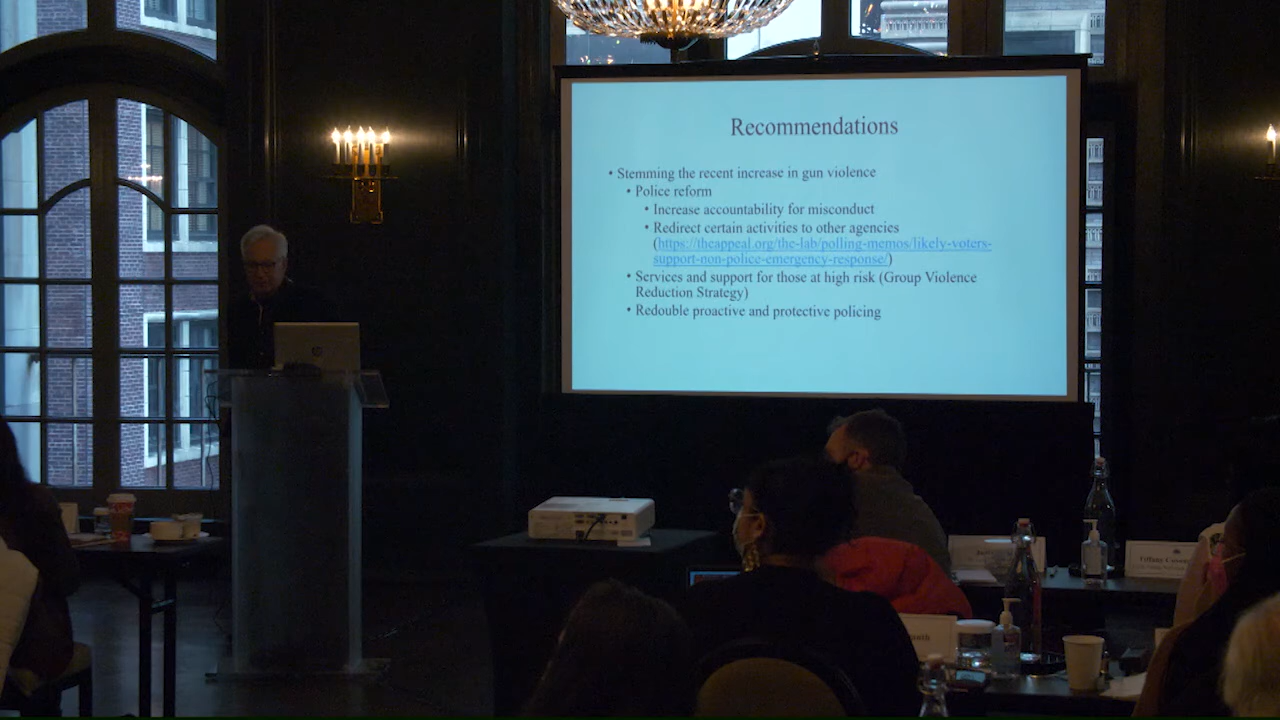 Recommendations
• Stemming the recent increase in gun violence
• Police reform
• Increase accountability for misconduct
• Redirect certain activities to other agencies
(https://theappeal.org/the-lab/polling-memos/likely-voters-
support-non-police-emergency-response/)
• Services and support for those at high risk (Group Violence
Reduction Strategy)
• Redouble proactive and protective policing
hp
Tiffany